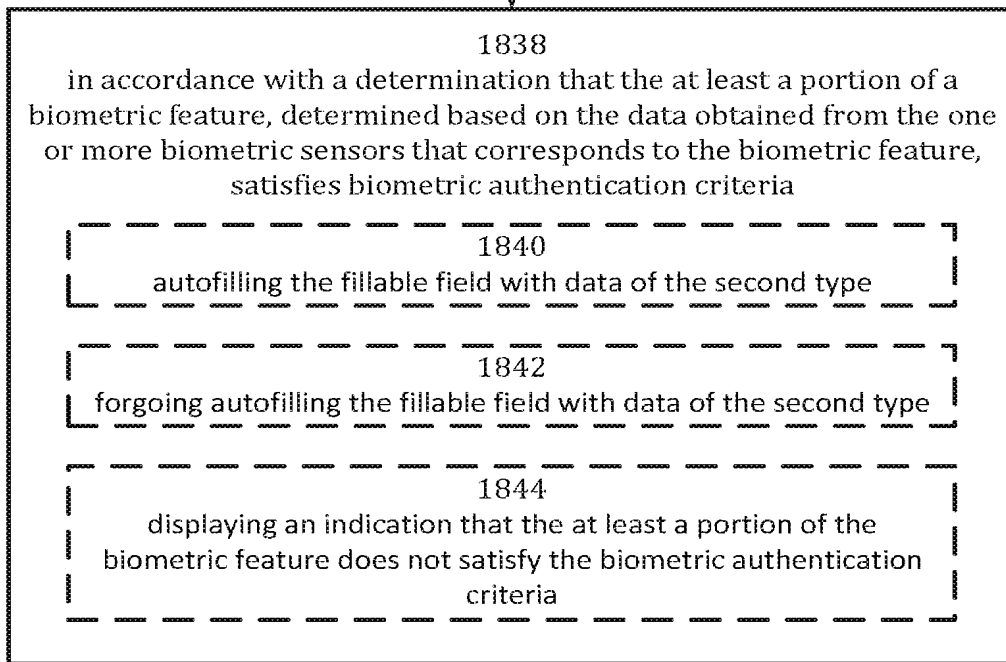 1838
in accordance with a determination that the at least a portion of a
biometric feature, determined based on the data obtained from the one
or more biometric sensors that corresponds to the biometric feature,
satisfies biometric authentication criteria
1840
autofilling the fillable field with data of the second type
1842
forgoing autofilling the fillable field with data of the second type
1844
displaying an indication that the at least a portion of the
biometric feature does not satisfy the biometric authentication
criteria